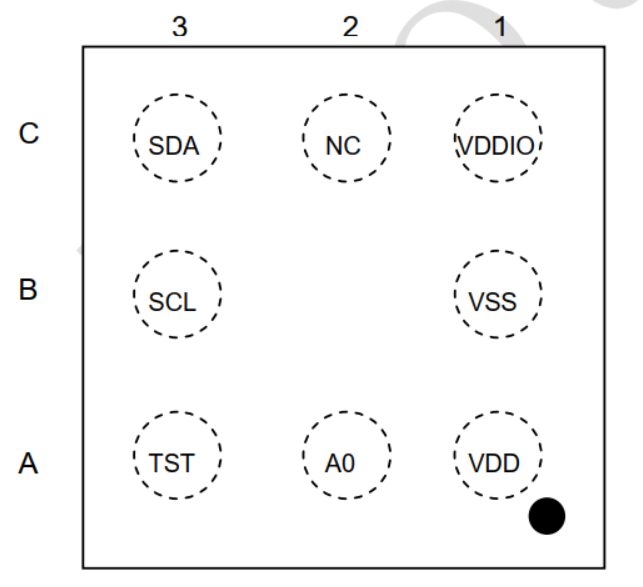 3 2 1
C SDA NC VDDIO
B SCL VSS
A TST A0 VDD